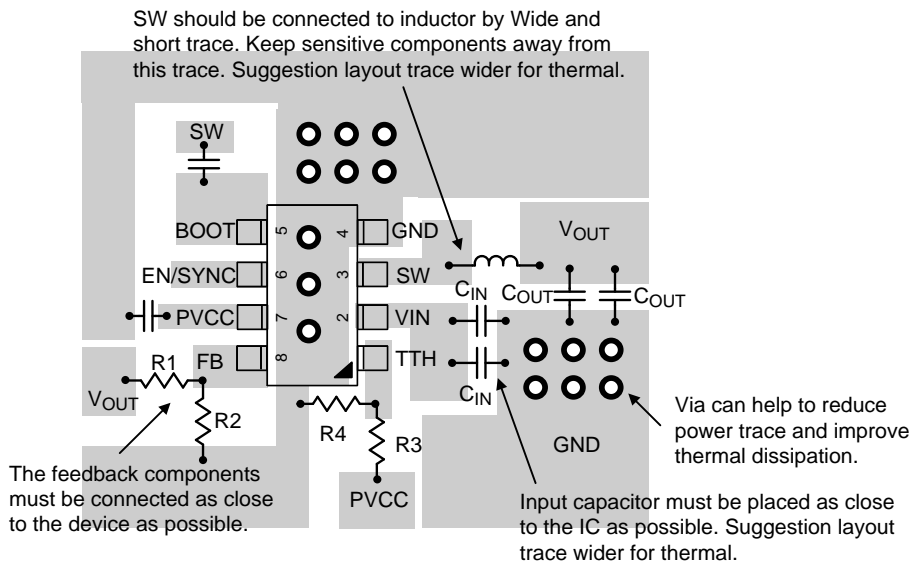 SW should be connected to inductor by Wide and
short trace. Keep sensitive components away from
this trace. Suggestion layout trace wider for thermal.
SW
BOOT
5
4
GND
VOUT
EN/SYNC
6
3
SW
CIN
COUT
COUT
PVCC
7
2
VIN
R1
FB
8
TTH
VOUT
CIN
R2
R4
R3
GND
PVCC
Via can help to reduce
power trace and improve
thermal dissipation.
The feedback components
must be connected as close
to the device as possible.
Input capacitor must be placed as close
to the IC as possible. Suggestion layout
trace wider for thermal.